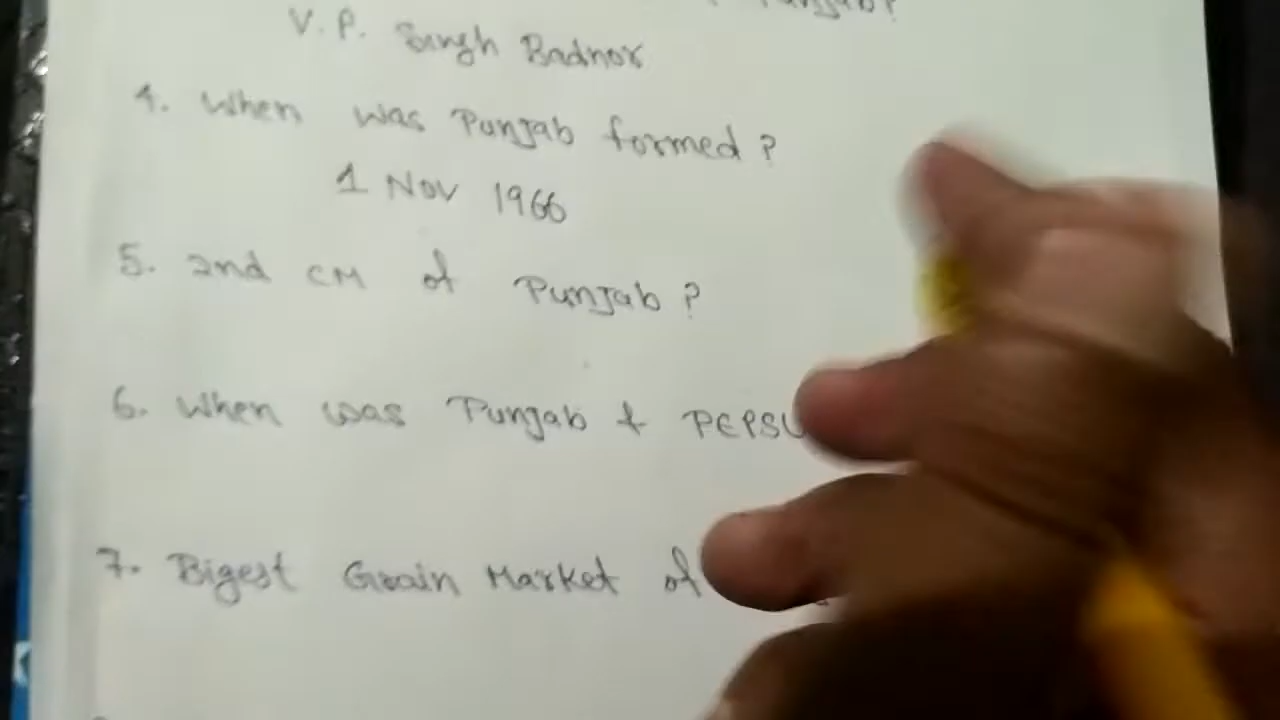 Punjab?
V.P. Singh Badnor
4. When was Punjab formed?
1 Nov 1966
5. 2nd CM of Punjab?
6. When was Punjab & PEPSU
7. Bigest Grain Market of